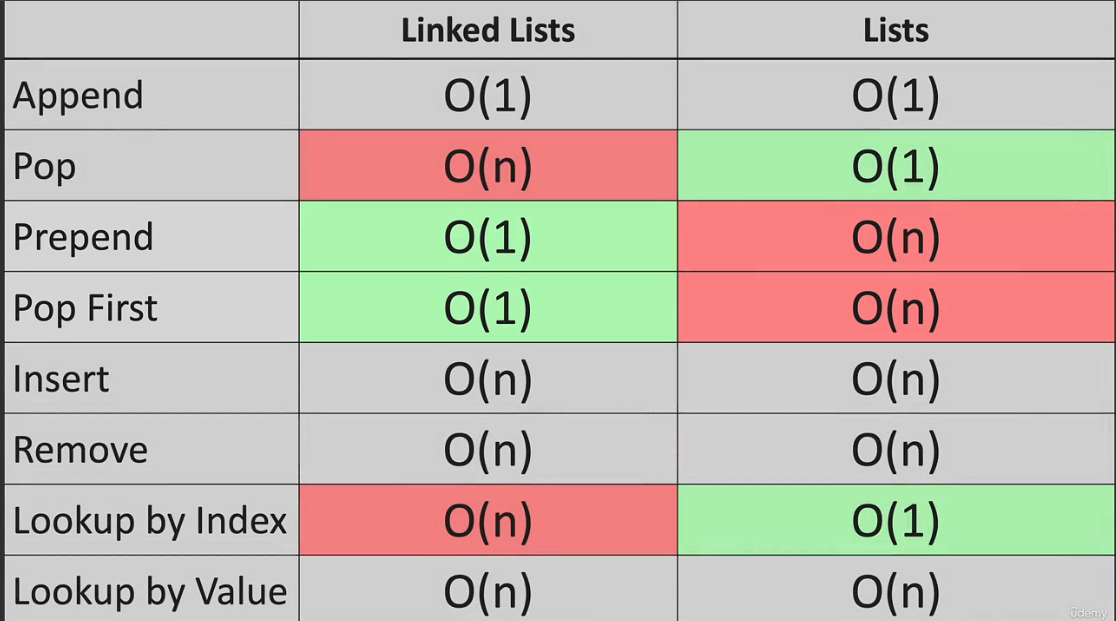 Linked Lists Lists
Append O(1) O(1)
Pop O(n) O(1)
Prepend O(1) O(n)
Pop First O(1) O(n)
Insert O(n) O(n)
Remove O(n) O(n)
Lookup by Index O(n) O(1)
Lookup by Value O(n) O(n)
ûdemy